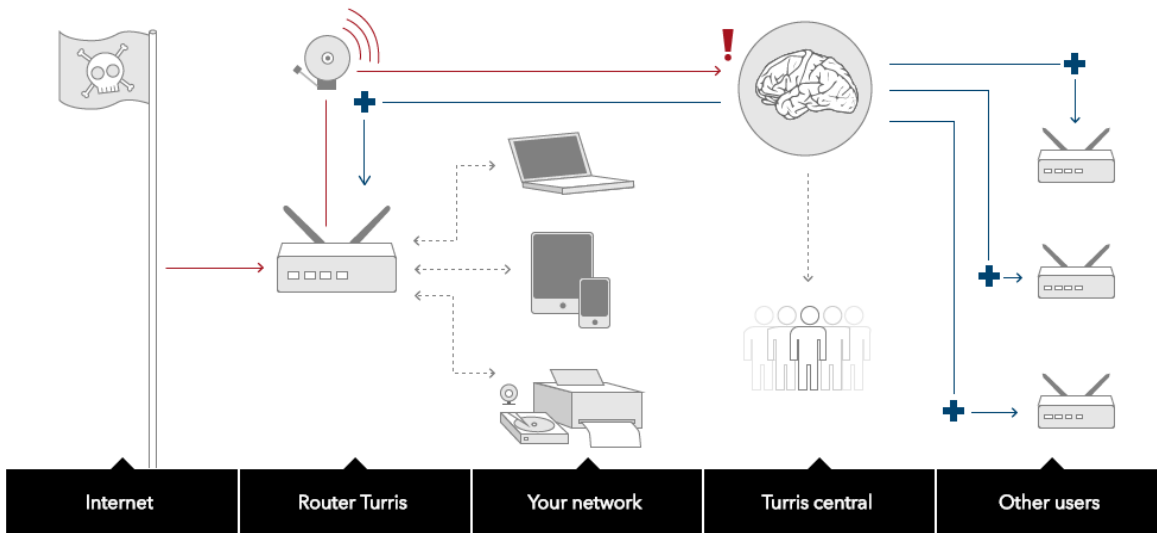 Internet
Router Turris
Your network
Turris central
Other users